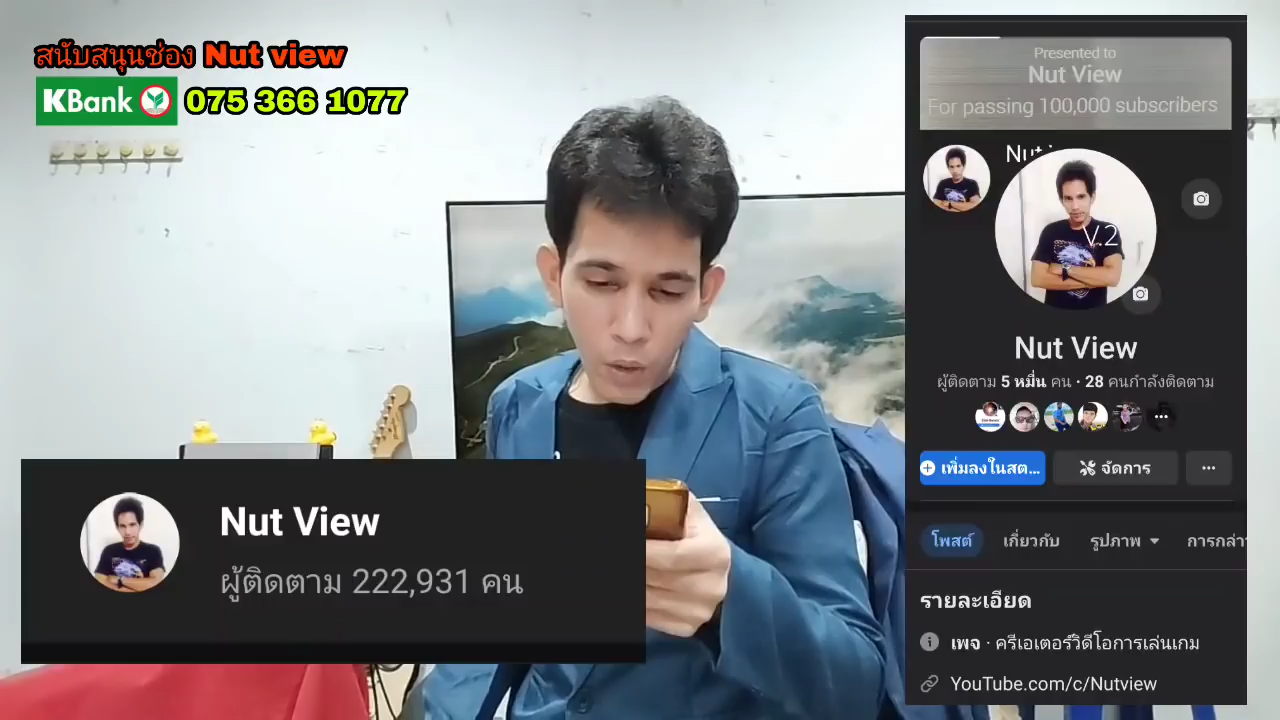 สนับสนุนช่อง Nut view
KBank 075 366 1077
Presented to
Nut View
For passing 100,000 subscribers
Nut
V.2
Nut View
ผู้ติดตาม 5 หมื่น คน · 28 คนกำลังติดตาม
เพิ่มลงในสต...
จัดการ
โพสต์
เกี่ยวกับ
รูปภาพ
การกล่าว
รายละเอียด
เพจ · ครีเอเตอร์วิดีโอการเล่นเกม
YouTube.com/c/Nutview
Nut View
ผู้ติดตาม 222,931 คน